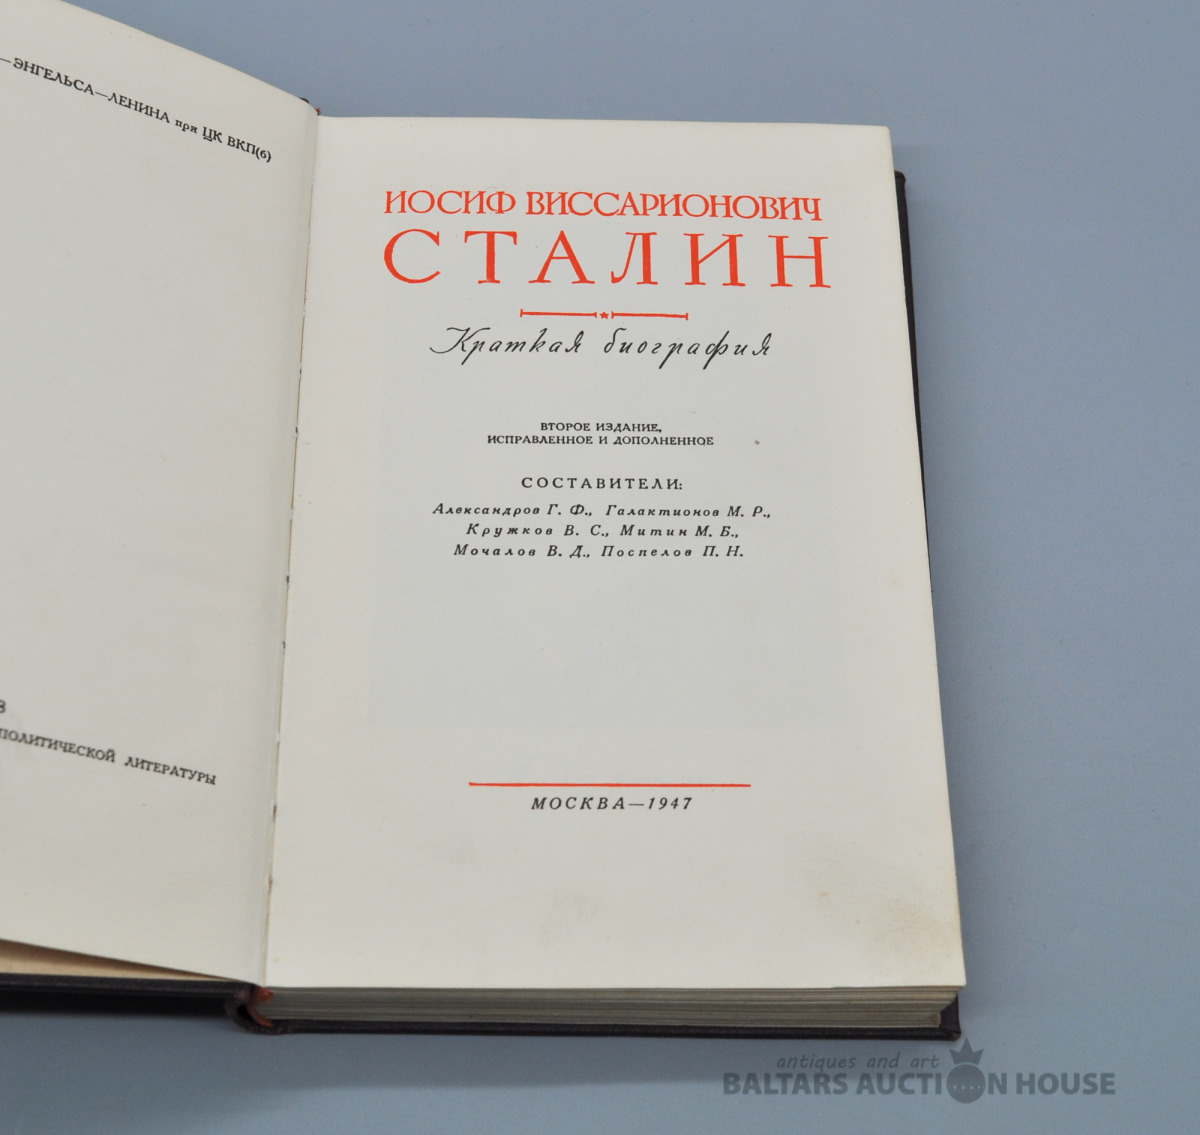 —ЭНГЕЛЬСА—ЛЕНИНА при ЦК ВКП(б)
ПОЛИТИЧЕСКОЙ ЛИТЕРАТУРЫ
ИОСИФ ВИССАРИОНОВИЧ
СТАЛИН
Краткая биография
ВТОРОЕ ИЗДАНИЕ,
ИСПРАВЛЕННОЕ И ДОПОЛНЕННОЕ
СОСТАВИТЕЛИ:
Александров Г. Ф., Галактионов М. Р.,
Кружков В. С., Митин М. Б.,
Мочалов В. Д., Поспелов П. Н.
МОСКВА—1947
antiques and art
BALTARS AUCTION HOUSE